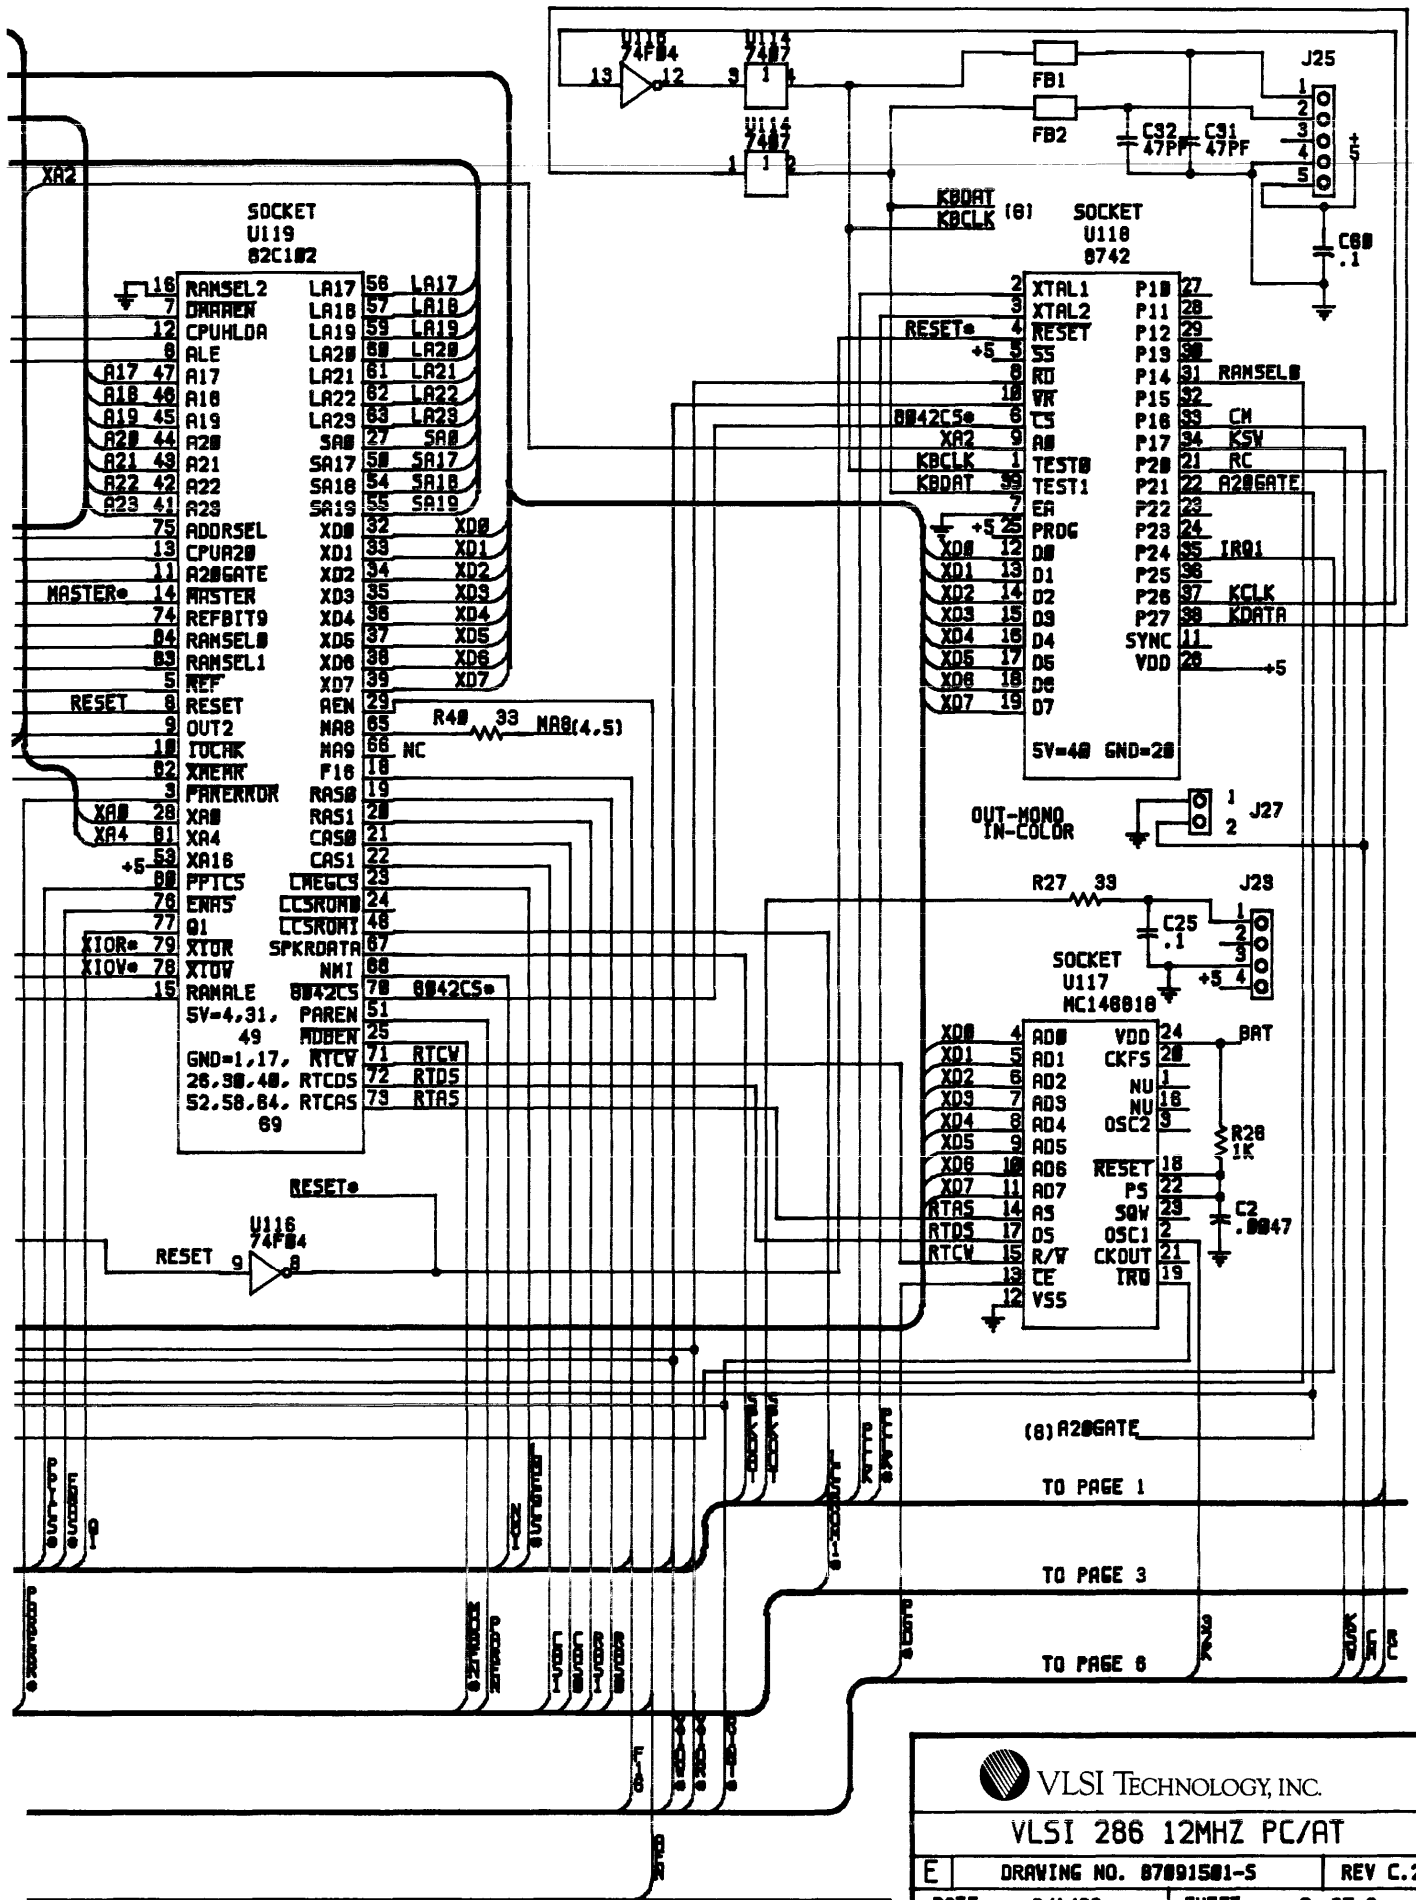 U116
74F04
13
12
U114
7407
3
1
4
U114
7407
1
1
2
FB1
FB2
C32
47PF
C31
47PF
J25
1
2
3
4
5
+5
C60
.1
XA2
KBDAT
KBCLK
(6)
SOCKET
U119
82C102
16 RAMSEL2 LA17 56 LA17
7 DMAAEN LA18 57 LA18
12 CPUHLDA LA19 59 LA19
6 ALE LA20 60 LA20
A17 47 A17 LA21 61 LA21
A18 46 A18 LA22 62 LA22
A19 45 A19 LA23 63 LA23
A20 44 A20 SA0 27 SA0
A21 43 A21 SA17 50 SA17
A22 42 A22 SA18 54 SA18
A23 41 A23 SA19 55 SA19
75 ADDRSEL XD0 32 XD0
13 CPUA20 XD1 33 XD1
11 A20GATE XD2 34 XD2
MASTER* 14 MASTER XD3 35 XD3
74 REFBIT9 XD4 36 XD4
84 RAMSEL0 XD5 37 XD5
83 RAMSEL1 XD6 38 XD6
5 REF XD7 39 XD7
RESET 8 RESET AEN 29
9 OUT2 MA8 65 R40 33 MA8(4,5)
10 IOCHK MA9 66 NC
82 XMEMR F16 18
3 PARERROR RAS0 19
XA0 28 XA0 RAS1 20
XA4 81 XA4 CAS0 21
+5 53 XA16 CAS1 22
80 PPICS LMEGCS 23
76 ENAS LCSROM0 24
77 Q1 LCSROM1 48
XIOR* 79 XIOR SPKRDATA 67
XIOW* 78 XIOW NMI 68
15 RAMALE 8042CS 70 8042CS*
5V=4,31, PAREN 51
49 MDBEN 25
GND=1,17, RTCW 71 RTCW
26,30,40, RTCDS 72 RTDS
52,58,64, RTCAS 73 RTAS
69
RESET*
U116
74F04
RESET 9 8
SOCKET
U118
8742
2 XTAL1 P10 27
3 XTAL2 P11 28
RESET* 4 RESET P12 29
+5 5 SS P13 30
8 RD P14 31 RAMSEL0
10 WR P15 32
8042CS* 6 CS P16 33 CM
XA2 9 A0 P17 34 KSW
KBCLK 1 TEST0 P20 21 RC
KBDAT 39 TEST1 P21 22 A20GATE
7 EA P22 23
+5 25 PROG P23 24
XD0 12 D0 P24 35 IRQ1
XD1 13 D1 P25 36
XD2 14 D2 P26 37 KCLK
XD3 15 D3 P27 38 KDATA
XD4 16 D4 SYNC 11
XD5 17 D5 VDD 26 +5
XD6 18 D6
XD7 19 D7
5V=40 GND=20
OUT-MONO
IN-COLOR
1
2
J27
R27 33
C25
.1
J23
1
2
3
+5 4
SOCKET
U117
MC146818
XD0 4 AD0 VDD 24 BAT
XD1 5 AD1 CKFS 20
XD2 6 AD2 NU 1
XD3 7 AD3 NU 16
XD4 8 AD4 OSC2 3
XD5 9 AD5
XD6 10 AD6 RESET 18
XD7 11 AD7 PS 22
RTAS 14 AS SQW 23
RTDS 17 DS OSC1 2
RTCW 15 R/W CKOUT 21
13 CE IRQ 19
12 VSS
R26
1K
C2
.0047
(8) A20GATE
TO PAGE 1
TO PAGE 3
TO PAGE 6
Q1
NMI
PAREN
CAS1
CAS0
RAS1
RAS0
F16
AEN
KSW
CM
RC
VLSI TECHNOLOGY, INC.
VLSI 286 12MHZ PC/AT
E DRAWING NO. 87091501-S REV C.2